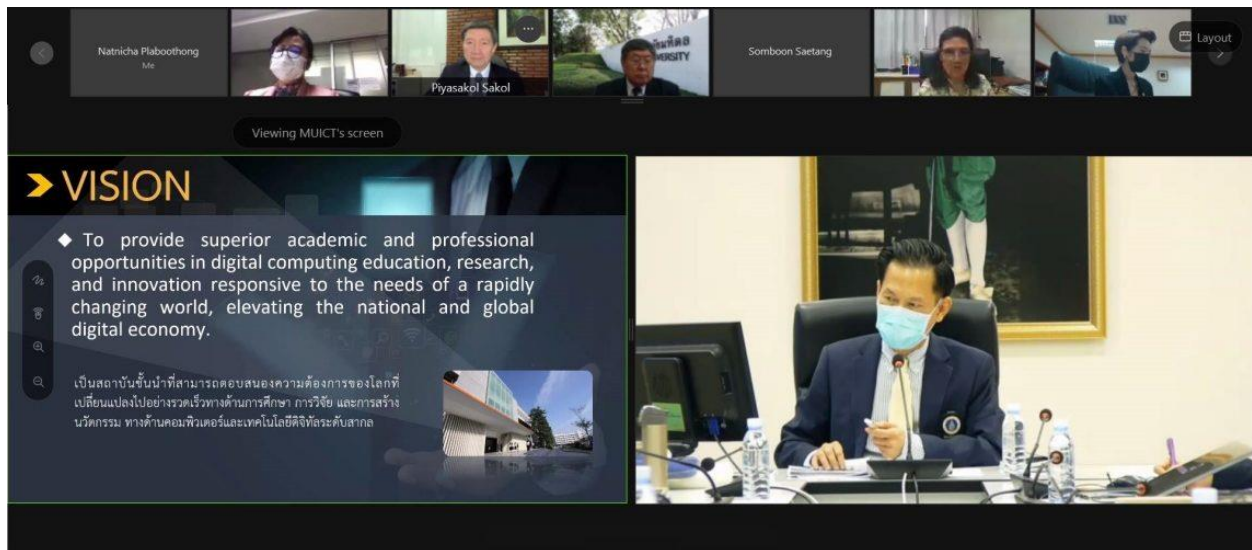 Natnicha Plaboothong
Me
Piyasakol Sakol
Somboon Saetang
Layout
Viewing MUICT's screen
VISION
To provide superior academic and professional
opportunities in digital computing education, research,
and innovation responsive to the needs of a rapidly
changing world, elevating the national and global
digital economy.
เป็นสถาบันชั้นนำที่สามารถตอบสนองความต้องการของโลกที่
เปลี่ยนแปลงไปอย่างรวดเร็วทางด้านการศึกษา การวิจัย และการสร้าง
นวัตกรรม ทางด้านคอมพิวเตอร์และเทคโนโลยีดิจิทัลระดับสากล